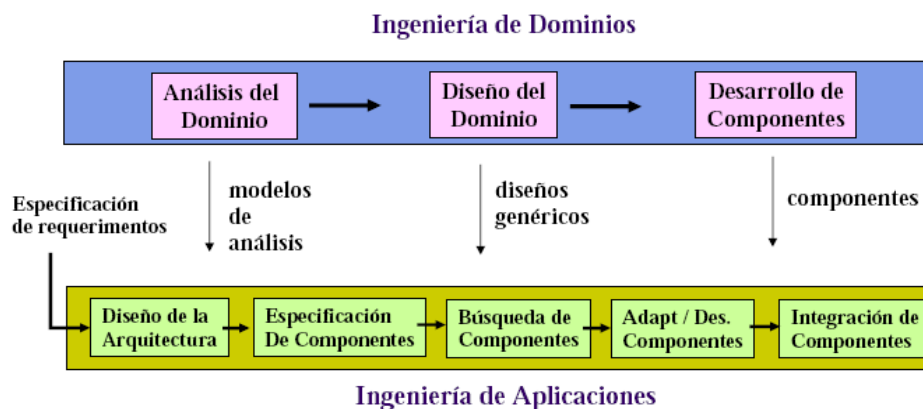 Ingeniería de Dominios
Análisis del
Dominio
Diseño del
Dominio
Desarrollo de
Componentes
modelos
de
análisis
diseños
genéricos
componentes
Especificación
de requerimentos
Diseño de la
Arquitectura
Especificación
De Componentes
Búsqueda de
Componentes
Adapt / Des.
Componentes
Integración de
Componentes
Ingeniería de Aplicaciones